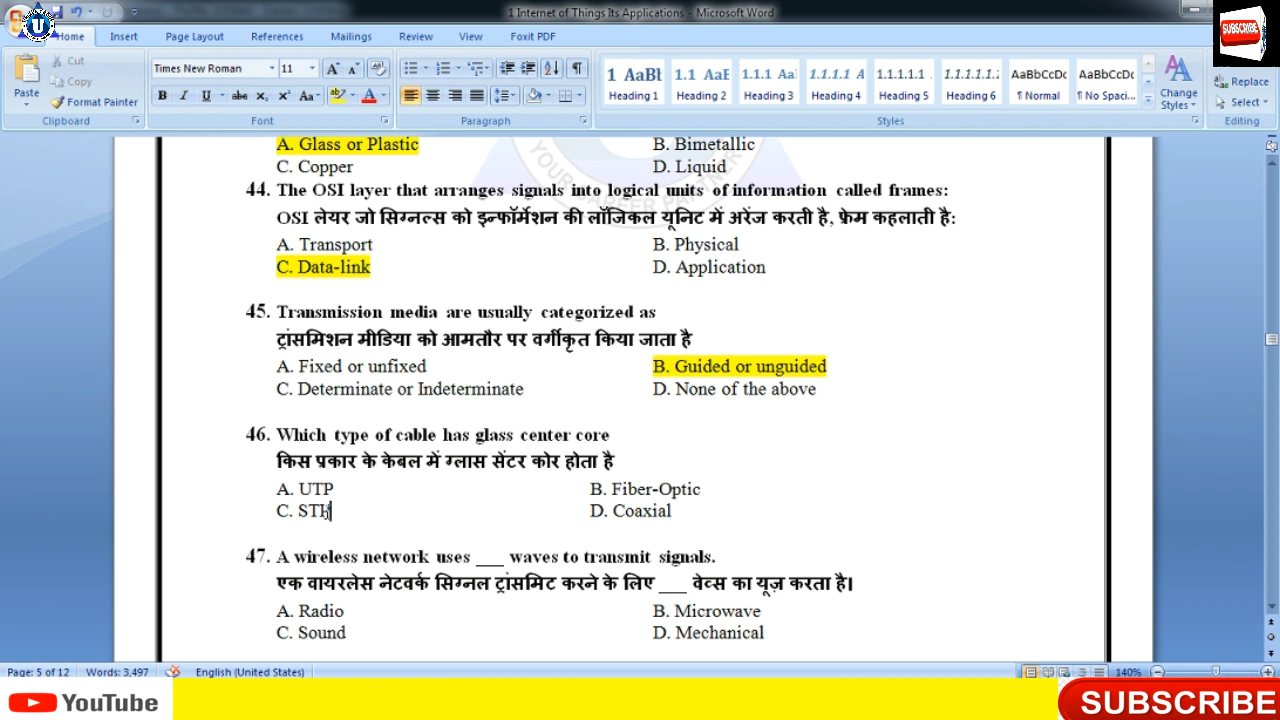 1 Internet of Things Its Applications - Microsoft Word
SUBSCRIBE
Home Insert Page Layout References Mailings Review View Foxit PDF
Paste
Cut
Copy
Format Painter
Clipboard
Times New Roman 11
Font
Paragraph
1 AaBb 1.1 AaE 1.1.1 Aa 1.1.1.1 A 1.1.1.1.1 1.1.1.1.1. AaBbCcDc AaBbCcDc
Heading 1 Heading 2 Heading 3 Heading 4 Heading 5 Heading 6 ¶ Normal ¶ No Spaci...
Styles
Change Styles
Replace
Select
Editing
YOUR CAREER PARTNER
A. Glass or Plastic B. Bimetallic
C. Copper D. Liquid
44. The OSI layer that arranges signals into logical units of information called frames:
OSI लेयर जो सिग्नल्स को इन्फॉर्मेशन की लॉजिकल यूनिट में अरेंज करती है, फ्रेम कहलाती है:
A. Transport B. Physical
C. Data-link D. Application
45. Transmission media are usually categorized as
ट्रांसमिशन मीडिया को आमतौर पर वर्गीकृत किया जाता है
A. Fixed or unfixed B. Guided or unguided
C. Determinate or Indeterminate D. None of the above
46. Which type of cable has glass center core
किस प्रकार के केबल में ग्लास सेंटर कोर होता है
A. UTP B. Fiber-Optic
C. STP D. Coaxial
47. A wireless network uses ___ waves to transmit signals.
एक वायरलेस नेटवर्क सिग्नल ट्रांसमिट करने के लिए ___ वेव्स का यूज़ करता है।
A. Radio B. Microwave
C. Sound D. Mechanical
Page: 5 of 12 Words: 3,497 English (United States) 140%
YouTube SUBSCRIBE